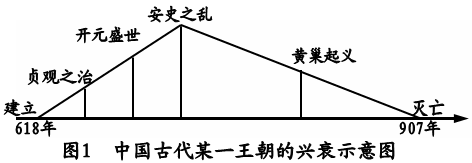 安史之乱
开元盛世
黄巢起义
贞观之治
建立
灭亡
618年
907年
图1 中国古代某一王朝的兴衰示意图